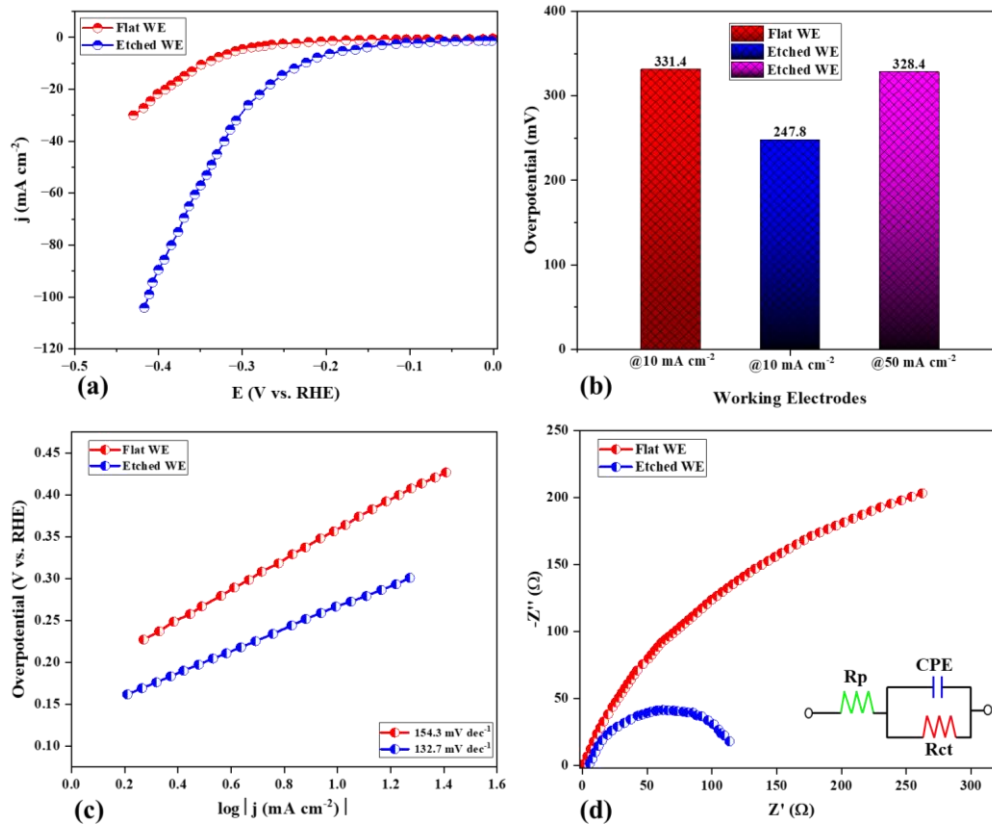 Flat WE
Etched WE
0
−20
−40
−60
−80
−100
−120
j (mA cm⁻²)
−0.5
−0.4
−0.3
−0.2
−0.1
0.0
(a)
E (V vs. RHE)
400
300
200
100
0
Overpotential (mV)
Flat WE
Etched WE
Etched WE
331.4
247.8
328.4
@10 mA cm⁻²
@10 mA cm⁻²
@50 mA cm⁻²
(b)
Working Electrodes
Flat WE
Etched WE
0.45
0.40
0.35
0.30
0.25
0.20
0.15
0.10
Overpotential (V vs. RHE)
154.3 mV dec⁻¹
132.7 mV dec⁻¹
0.0
0.2
0.4
0.6
0.8
1.0
1.2
1.4
1.6
(c)
log | j (mA cm⁻²) |
Flat WE
Etched WE
-250
-200
-150
-100
-50
0
-Z'' (Ω)
Rp
CPE
Rct
0
50
100
150
200
250
300
(d)
Z' (Ω)